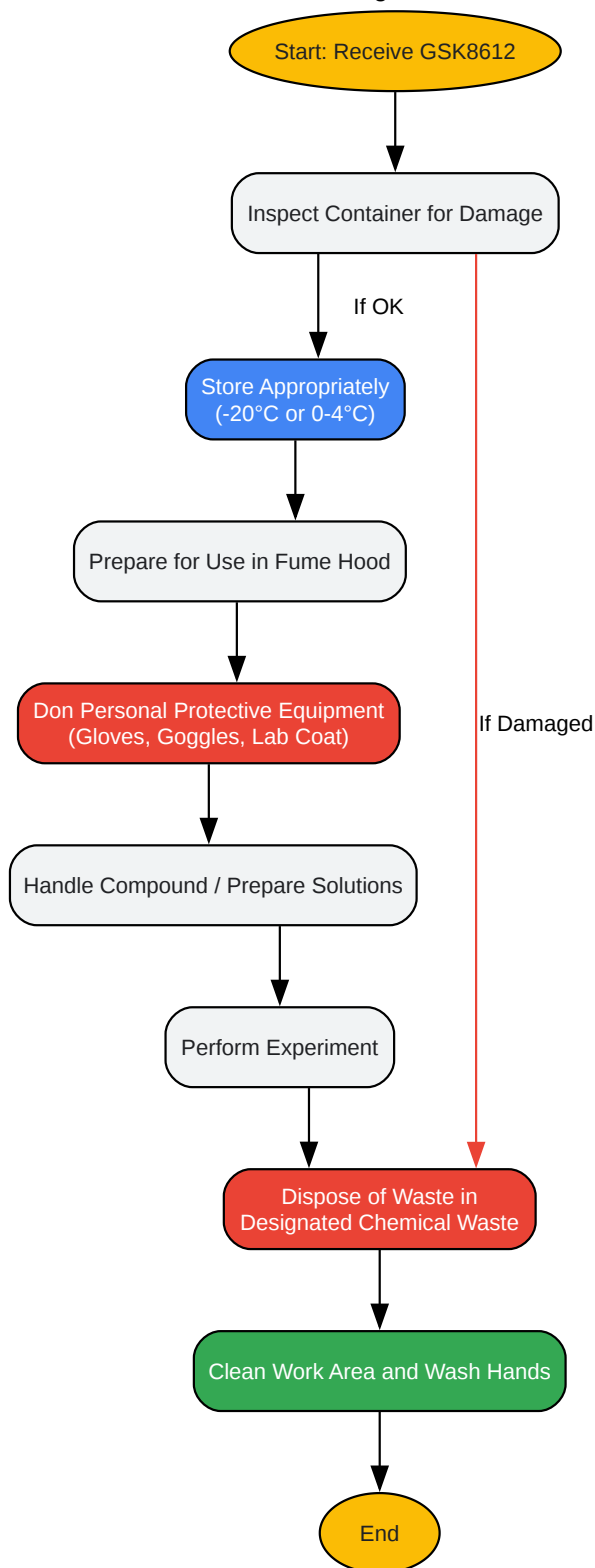 Start: Receive GSK8612
Inspect Container for Damage
If OK
Store Appropriately
(-20°C or 0-4°C)
Prepare for Use in Fume Hood
Don Personal Protective Equipment
(Gloves, Goggles, Lab Coat)
If Damaged
Handle Compound / Prepare Solutions
Perform Experiment
Dispose of Waste in
Designated Chemical Waste
Clean Work Area and Wash Hands
End